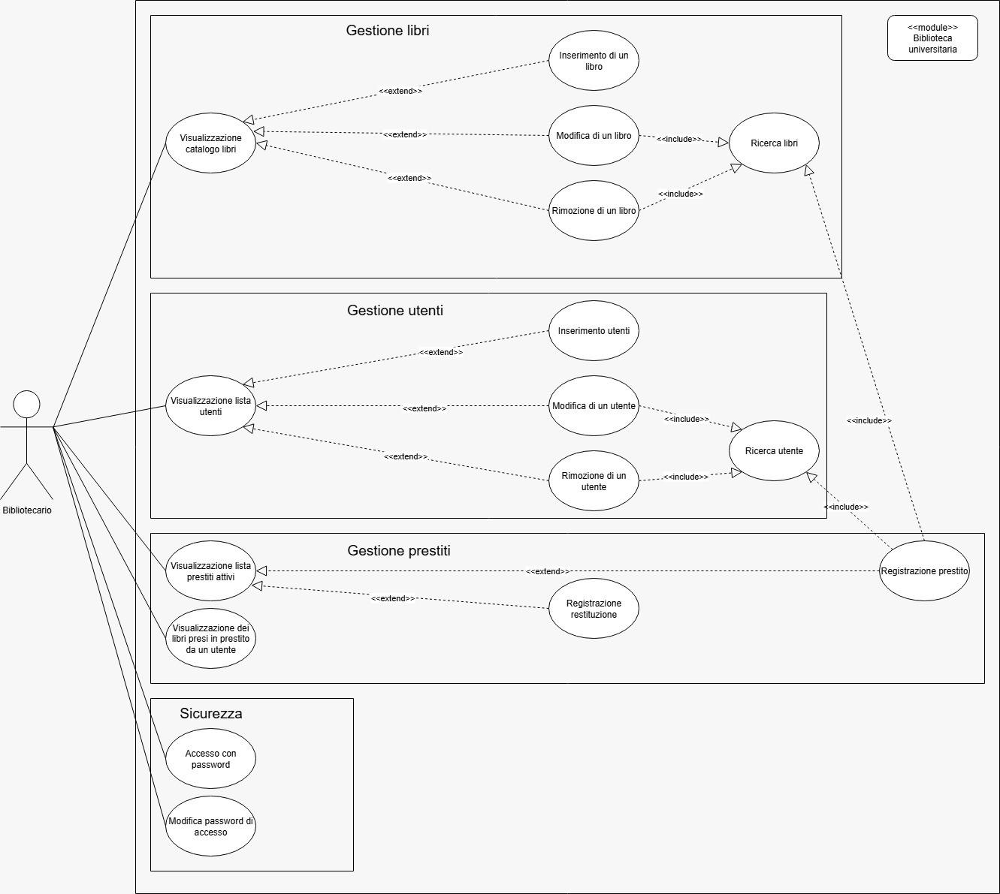 Gestione libri
<<module>>
Biblioteca
universitaria
Inserimento di un
libro
<<extend>>
Visualizzazione
catalogo libri
<<extend>>
Modifica di un libro
<<include>>
Ricerca libri
<<extend>>
Rimozione di un libro
<<include>>
Gestione utenti
Inserimento utenti
<<extend>>
Visualizzazione lista
utenti
<<extend>>
Modifica di un utente
<<include>>
<<include>>
Ricerca utente
<<extend>>
Rimozione di un
utente
<<include>>
Bibliotecario
<<include>>
Gestione prestiti
Visualizzazione lista
prestiti attivi
<<extend>>
Registrazione prestito
<<extend>>
Registrazione
restituzione
Visualizzazione dei
libri presi in prestito
da un utente
Sicurezza
Accesso con
password
Modifica password di
accesso